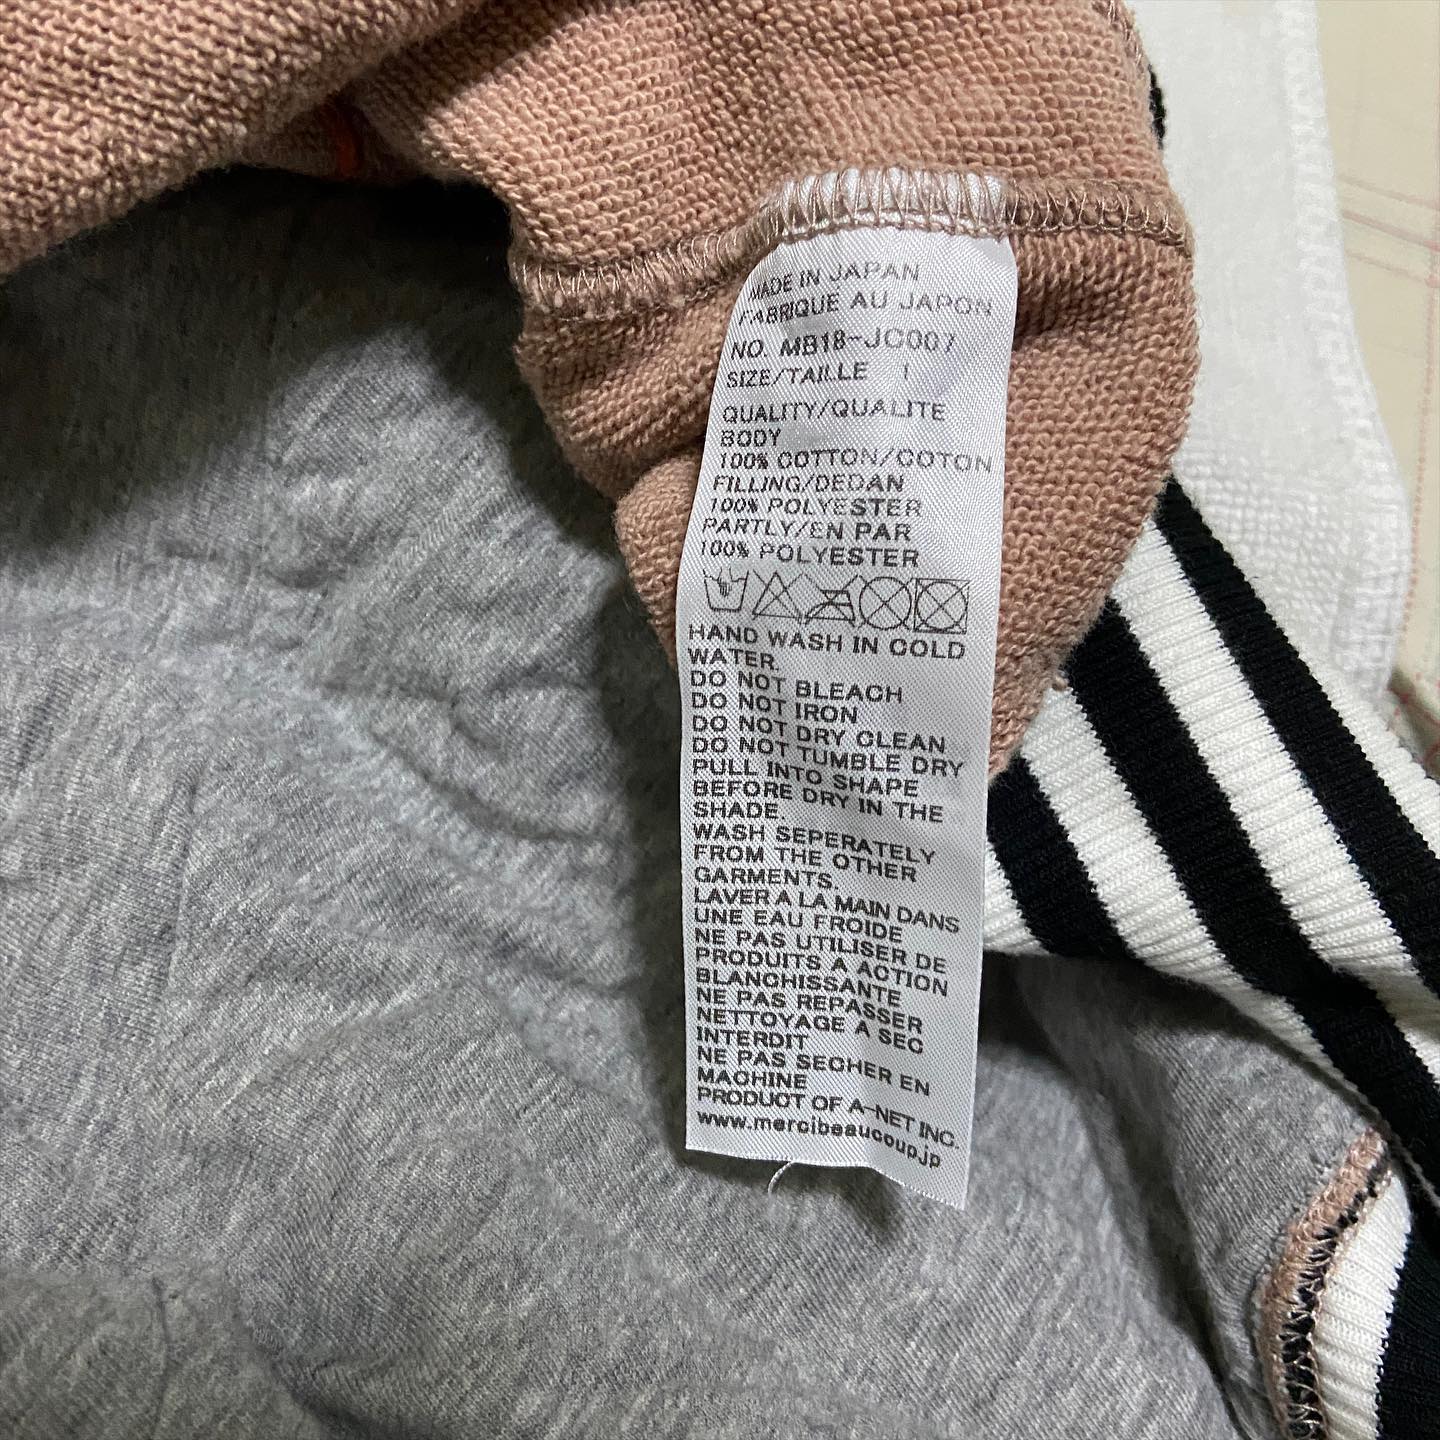 MADE IN JAPAN
FABRIQUE AU JAPON
NO. MB18-JC007
SIZE/TAILLE 1
QUALITY/QUALITE
BODY
100% COTTON/COTON
FILLING/DEDAN
100% POLYESTER
PARTLY/EN PAR
100% POLYESTER
HAND WASH IN COLD
WATER.
DO NOT BLEACH
DO NOT IRON
DO NOT DRY CLEAN
DO NOT TUMBLE DRY
PULL INTO SHAPE
BEFORE DRY IN THE
SHADE.
WASH SEPERATELY
FROM THE OTHER
GARMENTS.
LAVER A LA MAIN DANS
UNE EAU FROIDE
NE PAS UTILISER DE
PRODUITS A ACTION
BLANCHISSANTE
NE PAS REPASSER
NETTOYAGE A SEC
INTERDIT
NE PAS SECHER EN
MACHINE
PRODUCT OF A-NET INC.
www.mercibeaucoup.jp